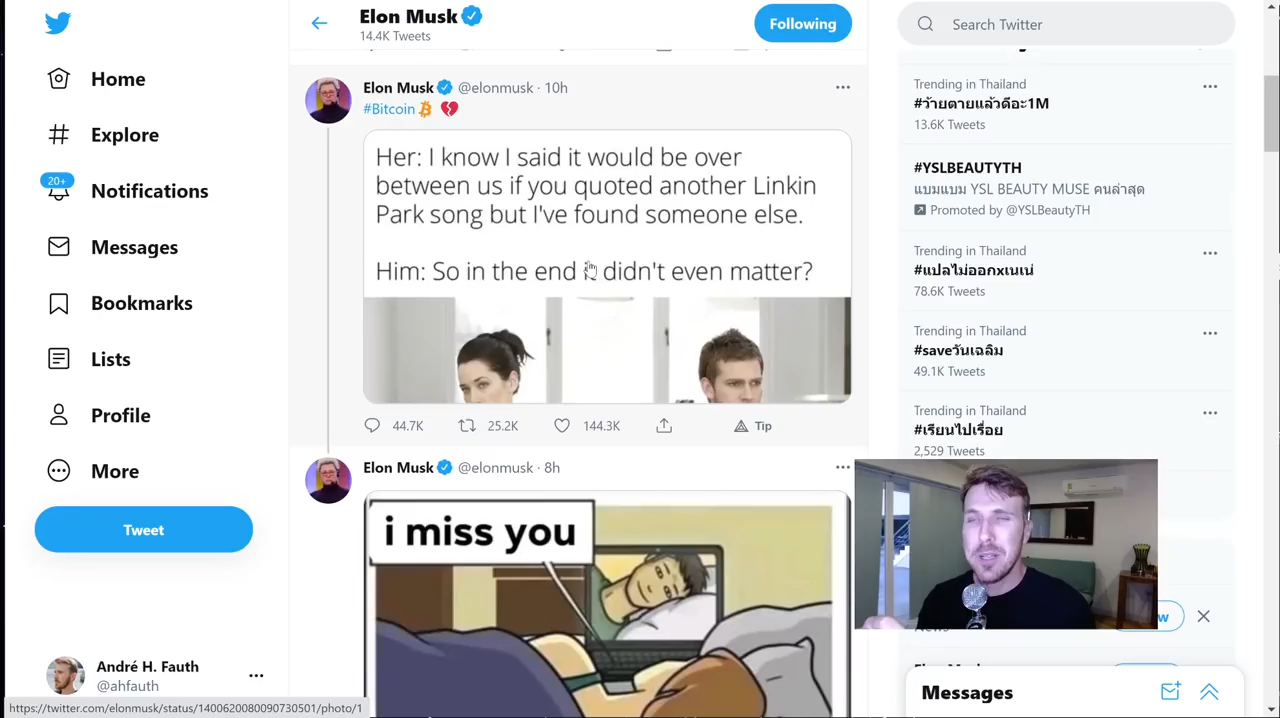 Elon Musk
14.4K Tweets
Following
Search Twitter
Home
Explore
20+
Notifications
Messages
Bookmarks
Lists
Profile
More
Tweet
André H. Fauth
@ahfauth
https://twitter.com/elonmusk/status/1400620080090730501/photo/1
Elon Musk @elonmusk · 10h
#Bitcoin
Her: I know I said it would be over
between us if you quoted another Linkin
Park song but I've found someone else.
Him: So in the end it didn't even matter?
44.7K 25.2K 144.3K Tip
Elon Musk @elonmusk · 8h
i miss you
Trending in Thailand
#ว้ายตายแล้วดีอะ1M
13.6K Tweets
#YSLBEAUTYTH
แบมแบม YSL BEAUTY MUSE คนล่าสุด
Promoted by @YSLBeautyTH
Trending in Thailand
#แปลไม่ออกxเนเน่
78.6K Tweets
Trending in Thailand
#saveวันเฉลิม
49.1K Tweets
Trending in Thailand
#เรียนไปเรื่อย
2,529 Tweets
Messages